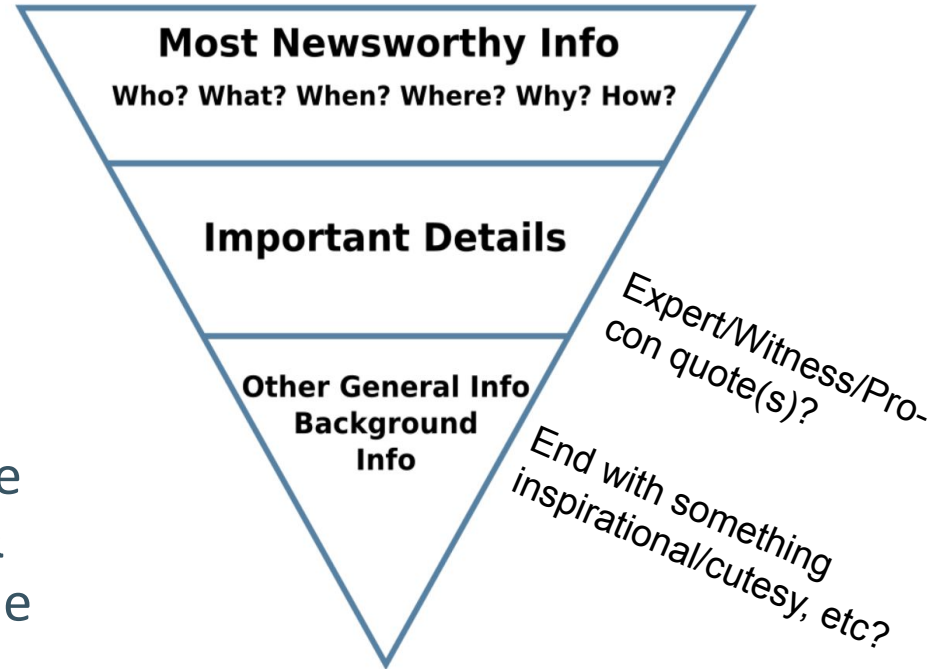 Most Newsworthy Info
Who? What? When? Where? Why? How?
Important Details
Expert/Witness/Pro-
con quote(s)?
Other General Info
Background
Info
End with something
inspirational/cutesy, etc?